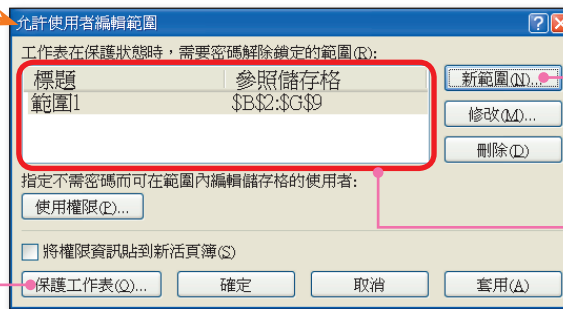 允許使用者編輯範圍
工作表在保護狀態時，需要密碼解除鎖定的範圍(R):
標題 參照儲存格
範圍1 $B$2:$G$9
新範圍(N)...
修改(M)...
刪除(D)
指定不需密碼而可在範圍內編輯儲存格的使用者:
使用權限(P)...
將權限資訊貼到新活頁簿(S)
保護工作表(O)... 確定 取消 套用(A)